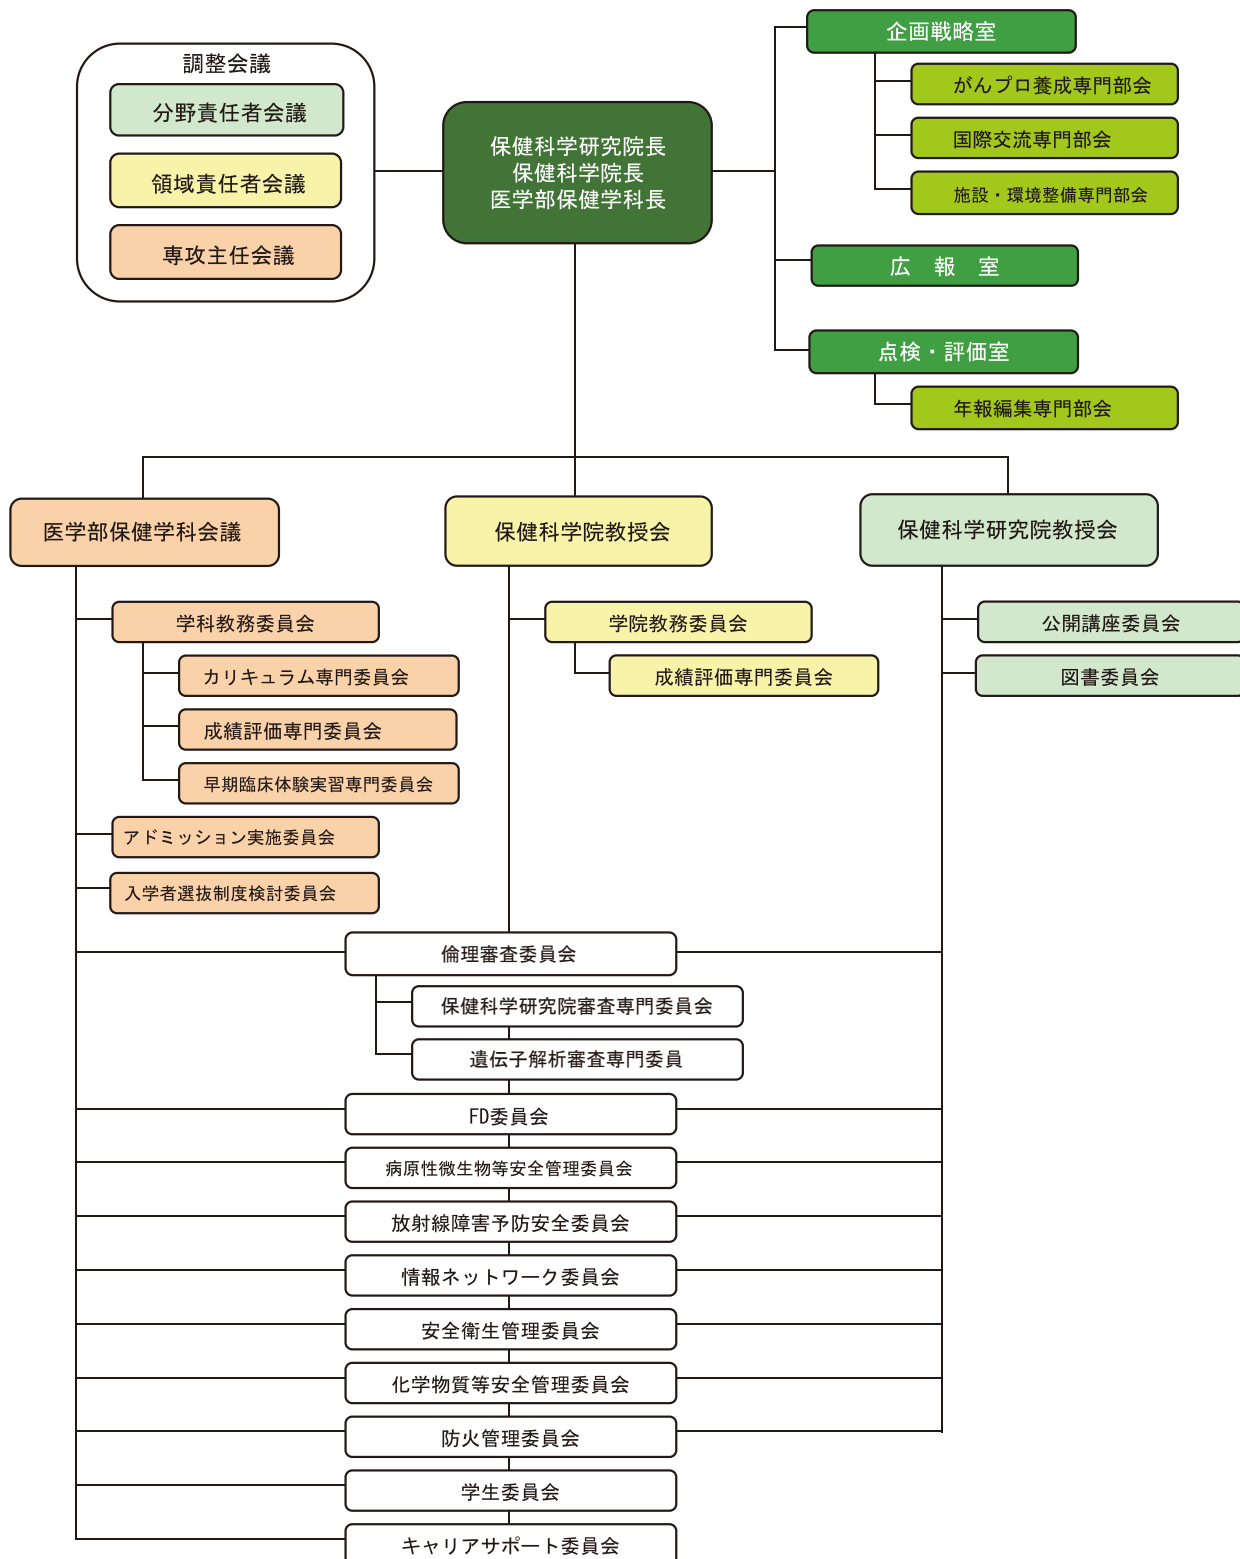 調整会議
分野責任者会議
領域責任者会議
専攻主任会議
保健科学研究院長
保健科学院長
医学部保健学科長
企画戦略室
がんプロ養成専門部会
国際交流専門部会
施設・環境整備専門部会
広　報　室
点検・評価室
年報編集専門部会
医学部保健学科会議
保健科学院教授会
保健科学研究院教授会
学科教務委員会
カリキュラム専門委員会
成績評価専門委員会
早期臨床体験実習専門委員会
アドミッション実施委員会
入学者選抜制度検討委員会
学院教務委員会
成績評価専門委員会
公開講座委員会
図書委員会
倫理審査委員会
保健科学研究院審査専門委員会
遺伝子解析審査専門委員
FD委員会
病原性微生物等安全管理委員会
放射線障害予防安全委員会
情報ネットワーク委員会
安全衛生管理委員会
化学物質等安全管理委員会
防火管理委員会
学生委員会
キャリアサポート委員会